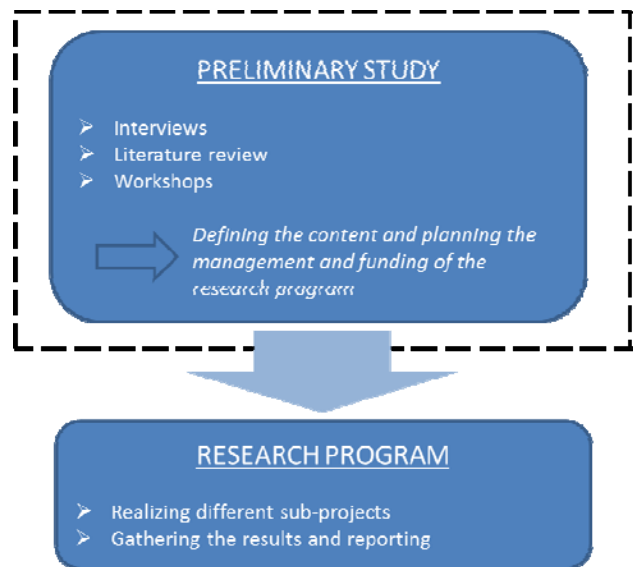 PRELIMINARY STUDY
➢ Interviews
➢ Literature review
➢ Workshops
Defining the content and planning the
management and funding of the
research program
RESEARCH PROGRAM
➢ Realizing different sub-projects
➢ Gathering the results and reporting